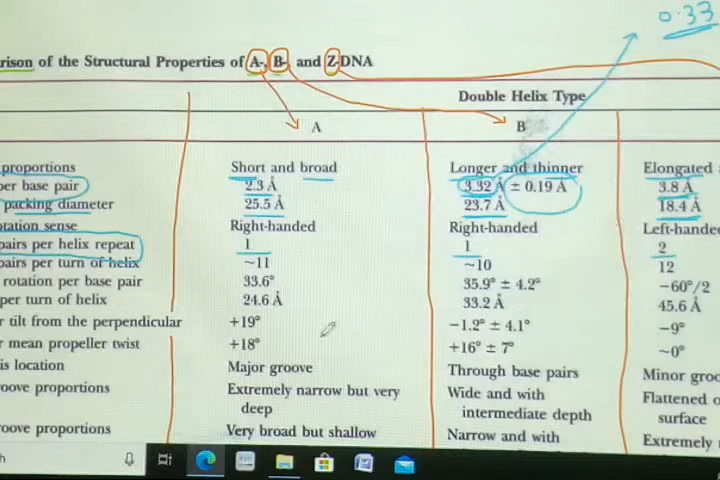 0.33
rison of the Structural Properties of A-, B- and Z-DNA
Double Helix Type
A B
proportions Short and broad Longer and thinner Elongated
per base pair 2.3 Å 3.32 Å ± 0.19 Å 3.8 Å
packing diameter 25.5 Å 23.7 Å 18.4 Å
tation sense Right-handed Right-handed Left-hande
pairs per helix repeat 1 1 2
pairs per turn of helix ~11 ~10 12
rotation per base pair 33.6° 35.9° ± 4.2° −60°/2
per turn of helix 24.6 Å 33.2 Å 45.6 Å
r tilt from the perpendicular +19° −1.2° ± 4.1° −9°
r mean propeller twist +18° +16° ± 7° ~0°
is location Major groove Through base pairs Minor groo
oove proportions Extremely narrow but very Wide and with Flattened o
deep intermediate depth surface
oove proportions Very broad but shallow Narrow and with Extremely
h